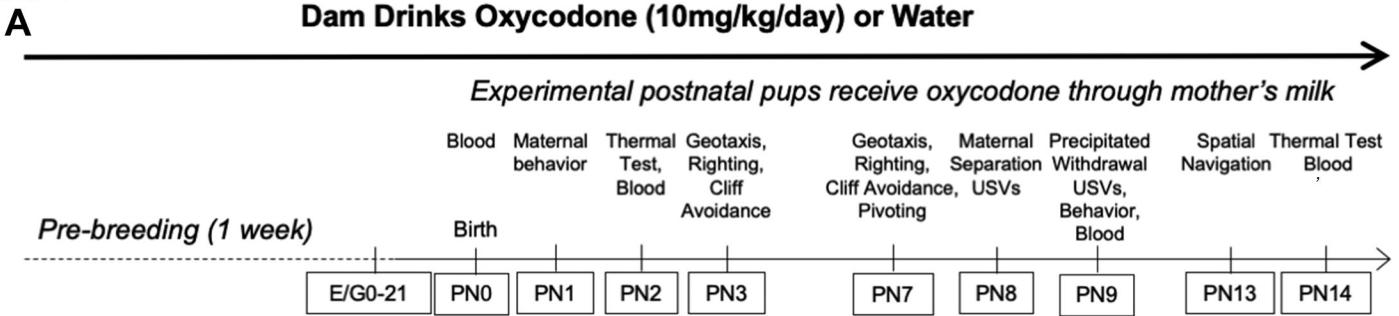 A
Dam Drinks Oxycodone (10mg/kg/day) or Water
Experimental postnatal pups receive oxycodone through mother's milk
Blood
Maternal
behavior
Thermal
Test,
Blood
Geotaxis,
Righting,
Cliff
Avoidance
Geotaxis,
Righting,
Cliff Avoidance,
Pivoting
Maternal
Separation
USVs
Precipitated
Withdrawal
USVs,
Behavior,
Blood
Spatial
Navigation
Thermal Test
Blood
,
Pre-breeding (1 week)
Birth
E/G0-21
PN0
PN1
PN2
PN3
PN7
PN8
PN9
PN13
PN14